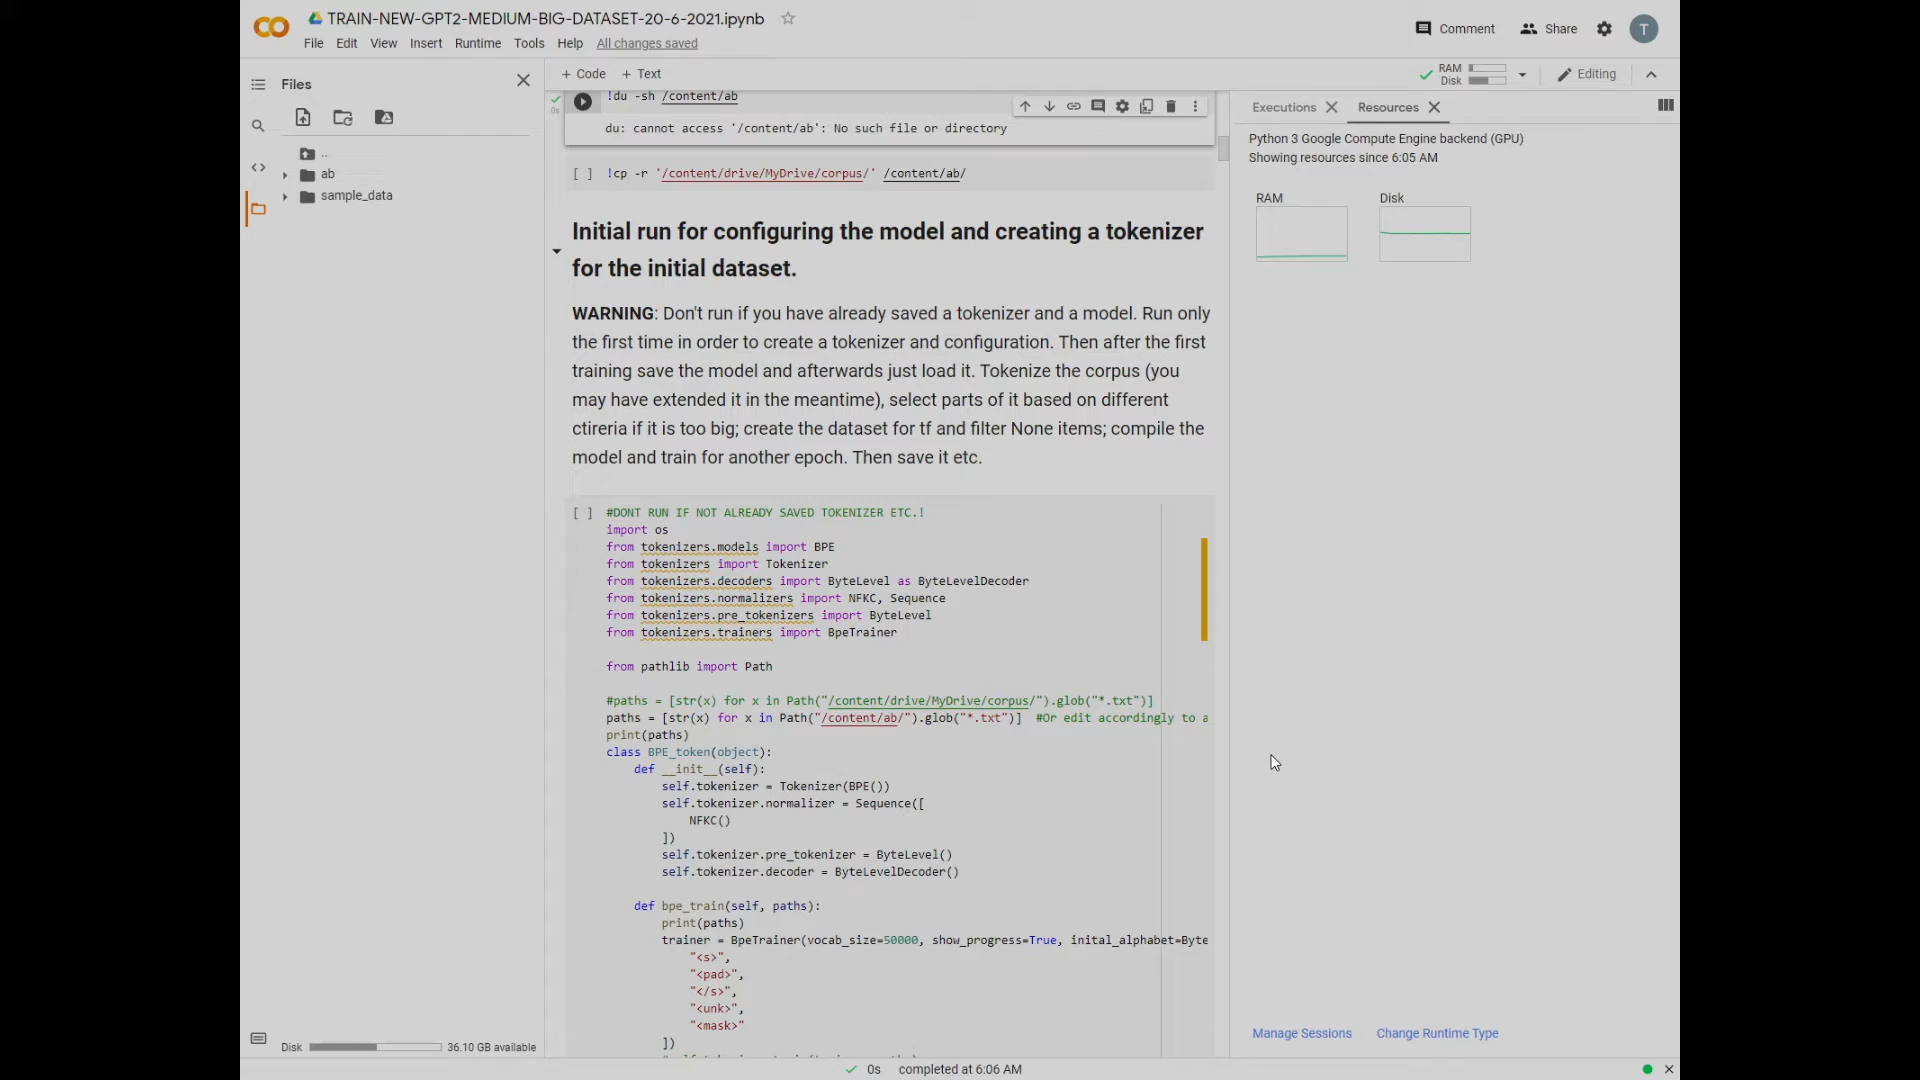 TRAIN-NEW-GPT2-MEDIUM-BIG-DATASET-20-6-2021.ipynb
Comment
Share
T
File Edit View Insert Runtime Tools Help All changes saved
Files
+ Code + Text
RAM
Disk
Editing
..
ab
sample_data
Disk 36.10 GB available
0s
!du -sh /content/ab
du: cannot access '/content/ab': No such file or directory
[ ] !cp -r '/content/drive/MyDrive/corpus/' /content/ab/
Initial run for configuring the model and creating a tokenizer
for the initial dataset.
WARNING: Don't run if you have already saved a tokenizer and a model. Run only
the first time in order to create a tokenizer and configuration. Then after the first
training save the model and afterwards just load it. Tokenize the corpus (you
may have extended it in the meantime), select parts of it based on different
ctireria if it is too big; create the dataset for tf and filter None items; compile the
model and train for another epoch. Then save it etc.
[ ] #DONT RUN IF NOT ALREADY SAVED TOKENIZER ETC.!
import os
from tokenizers.models import BPE
from tokenizers import Tokenizer
from tokenizers.decoders import ByteLevel as ByteLevelDecoder
from tokenizers.normalizers import NFKC, Sequence
from tokenizers.pre_tokenizers import ByteLevel
from tokenizers.trainers import BpeTrainer
from pathlib import Path
#paths = [str(x) for x in Path("/content/drive/MyDrive/corpus/").glob("*.txt")]
paths = [str(x) for x in Path("/content/ab/").glob("*.txt")] #Or edit accordingly to a
print(paths)
class BPE_token(object):
def __init__(self):
self.tokenizer = Tokenizer(BPE())
self.tokenizer.normalizer = Sequence([
NFKC()
])
self.tokenizer.pre_tokenizer = ByteLevel()
self.tokenizer.decoder = ByteLevelDecoder()
def bpe_train(self, paths):
print(paths)
trainer = BpeTrainer(vocab_size=50000, show_progress=True, inital_alphabet=Byte
"<s>",
"<pad>",
"</s>",
"<unk>",
"<mask>"
])
Executions Resources
Python 3 Google Compute Engine backend (GPU)
Showing resources since 6:05 AM
RAM Disk
Manage Sessions Change Runtime Type
0s completed at 6:06 AM